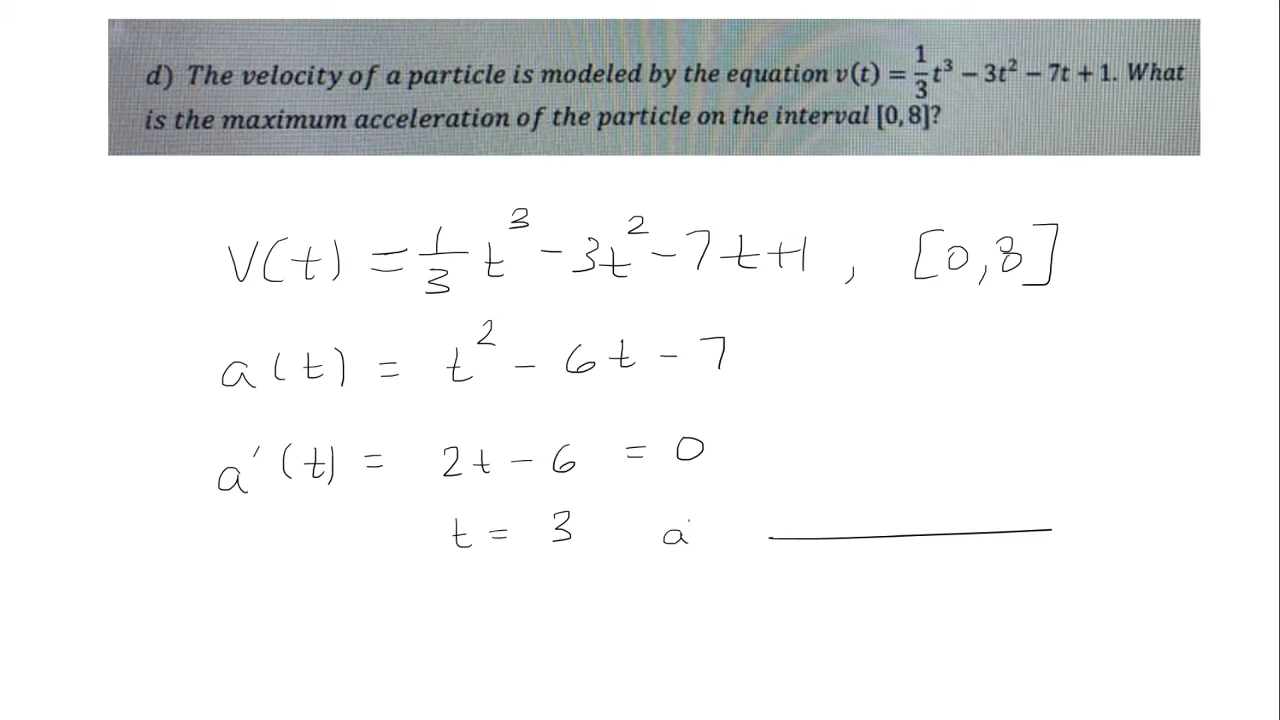 d) The velocity of a particle is modeled by the equation v(t) = 1/3 t³ − 3t² − 7t + 1. What
is the maximum acceleration of the particle on the interval [0, 8]?
V(t) = 1/3 t³ − 3t² − 7t + 1 , [0,8]
a(t) = t² − 6t − 7
a'(t) = 2t − 6 = 0
t = 3 a'